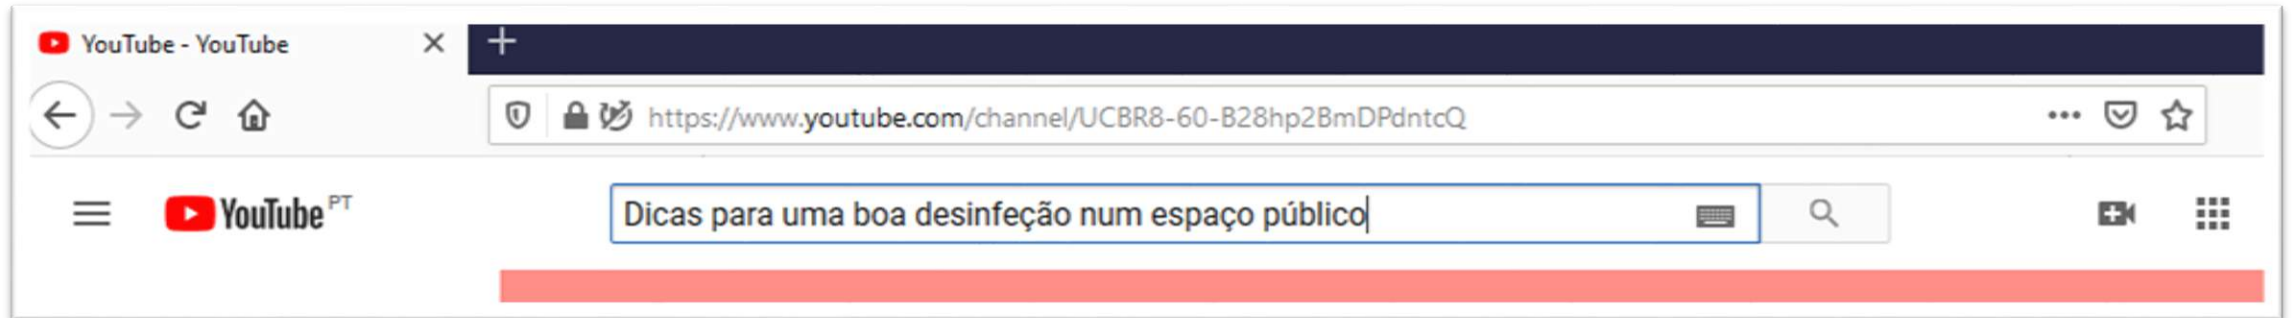 YouTube - YouTube
https://www.youtube.com/channel/UCBR8-60-B28hp2BmDPdntcQ
YouTube PT
Dicas para uma boa desinfeção num espaço público